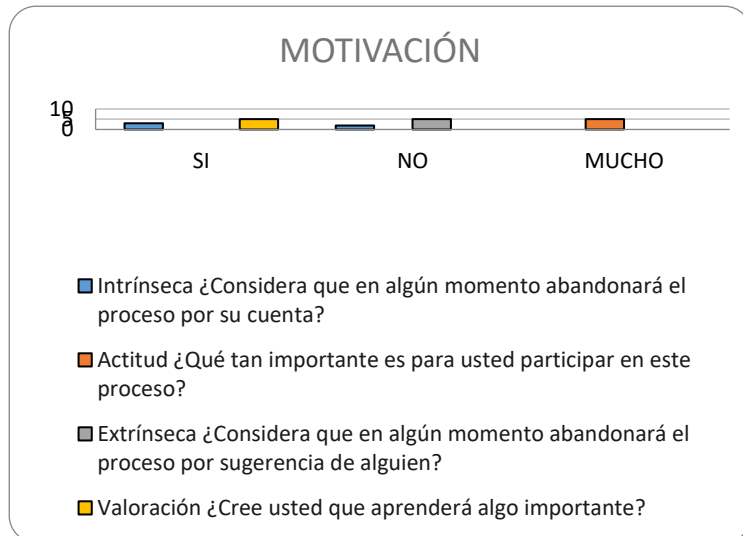 MOTIVACIÓN
10
5
0
SI NO MUCHO
Intrínseca ¿Considera que en algún momento abandonará el
proceso por su cuenta?
Actitud ¿Qué tan importante es para usted participar en este
proceso?
Extrínseca ¿Considera que en algún momento abandonará el
proceso por sugerencia de alguien?
Valoración ¿Cree usted que aprenderá algo importante?